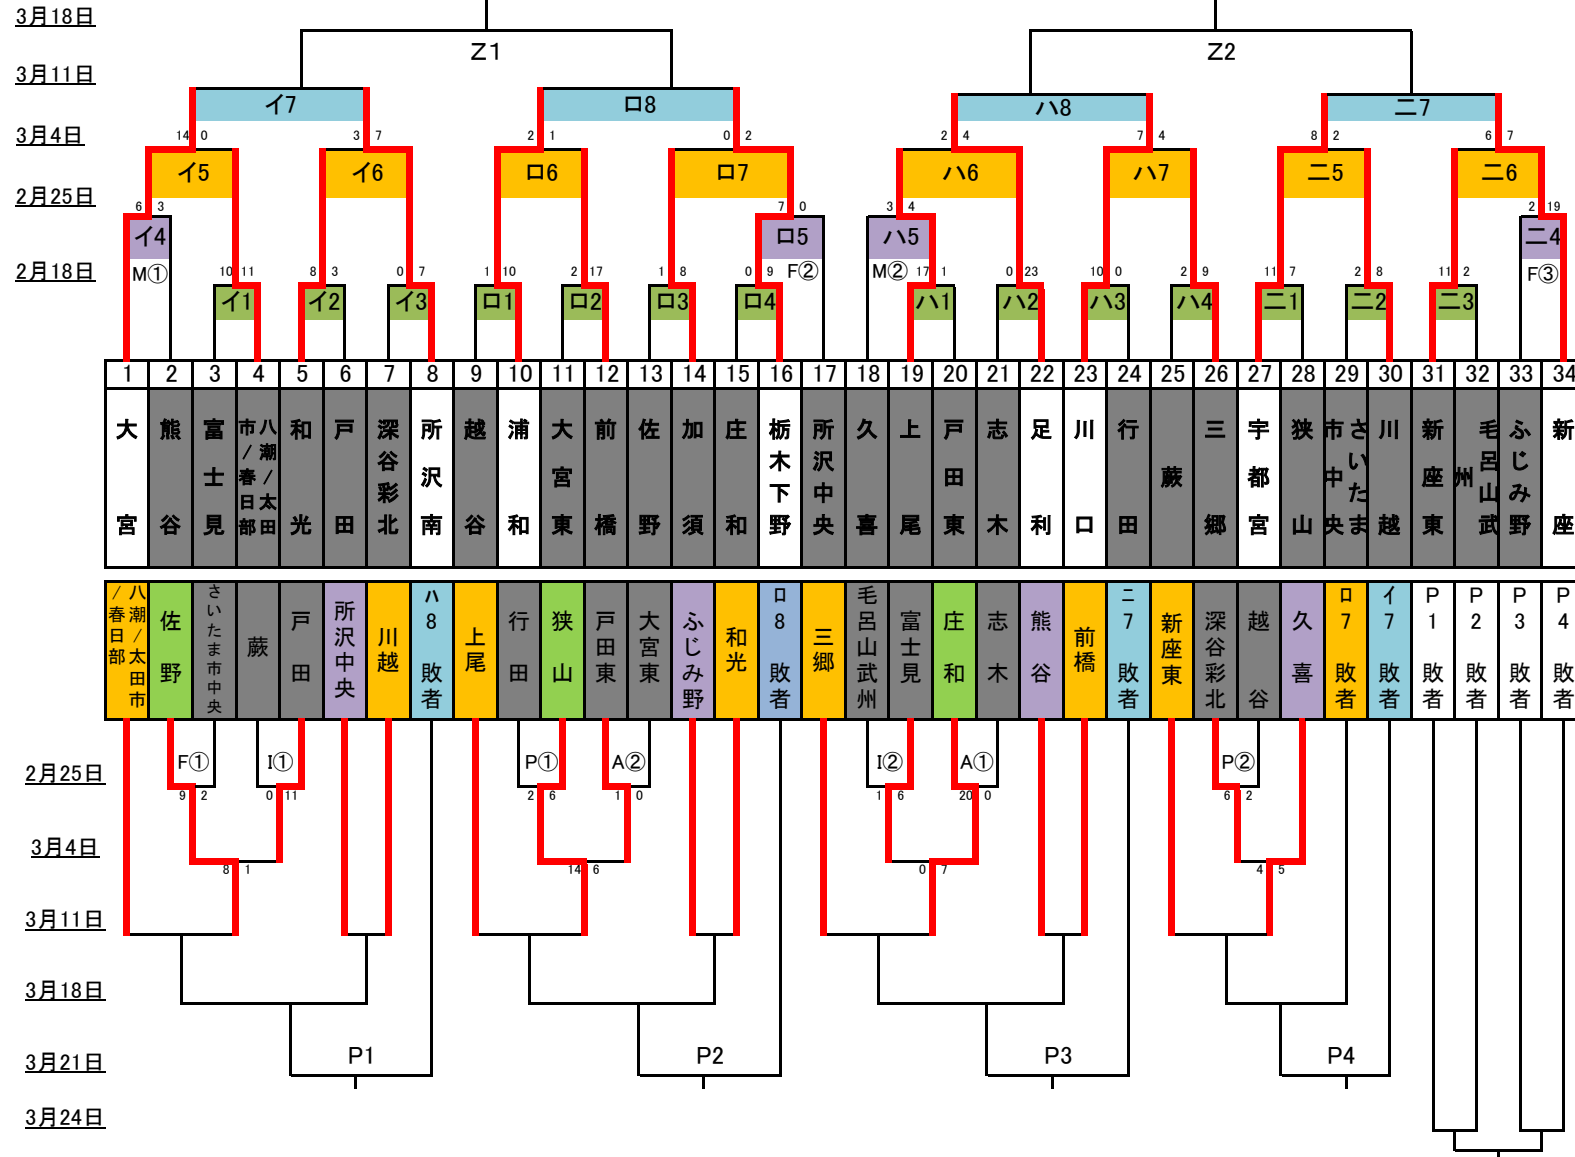 3月18日
Z1 Z2
3月11日
イ7 ロ8 ハ8 ニ7
3月4日
14 0 3 7 2 1 0 2 2 4 7 4 8 2 6 7
イ5 イ6 ロ6 ロ7 ハ6 ハ7 ニ5 ニ6
2月25日
6 3 7 0 3 4 2 19
イ4 ロ5 ハ5 ニ4
2月18日
M① F② M② F③
10 11 8 3 0 7 1 10 2 17 1 8 0 9 17 1 0 23 10 0 2 9 11 7 2 8 11 2
イ1 イ2 イ3 ロ1 ロ2 ロ3 ロ4 ハ1 ハ2 ハ3 ハ4 ニ1 ニ2 ニ3
1 2 3 4 5 6 7 8 9 10 11 12 13 14 15 16 17 18 19 20 21 22 23 24 25 26 27 28 29 30 31 32 33 34
大宮
熊谷
富士見
八潮/太田市/春日部
和光
戸田
深谷彩北
所沢南
越谷
浦和
大宮東
前橋
佐野
加須
庄和
栃木下野
所沢中央
久喜
上尾
戸田東
志木
足利
川口
行田
蕨
三郷
宇都宮
狭山
さいたま市中央
川越
新座東
毛呂山武州
ふじみ野
新座
八潮/太田市/春日部
佐野
さいたま市中央
蕨
戸田
所沢中央
川越
ハ8敗者
上尾
行田
狭山
戸田東
大宮東
ふじみ野
和光
ロ8敗者
三郷
毛呂山武州
富士見
庄和
志木
熊谷
前橋
ニ7敗者
新座東
深谷彩北
越谷
久喜
ロ7敗者
イ7敗者
P1敗者
P2敗者
P3敗者
P4敗者
F① I① P① A② I② A① P②
2月25日
9 2 0 11 2 6 1 0 1 6 20 0 6 2
3月4日
8 1 14 6 0 7 4 5
3月11日
3月18日
P1 P2 P3 P4
3月21日
3月24日